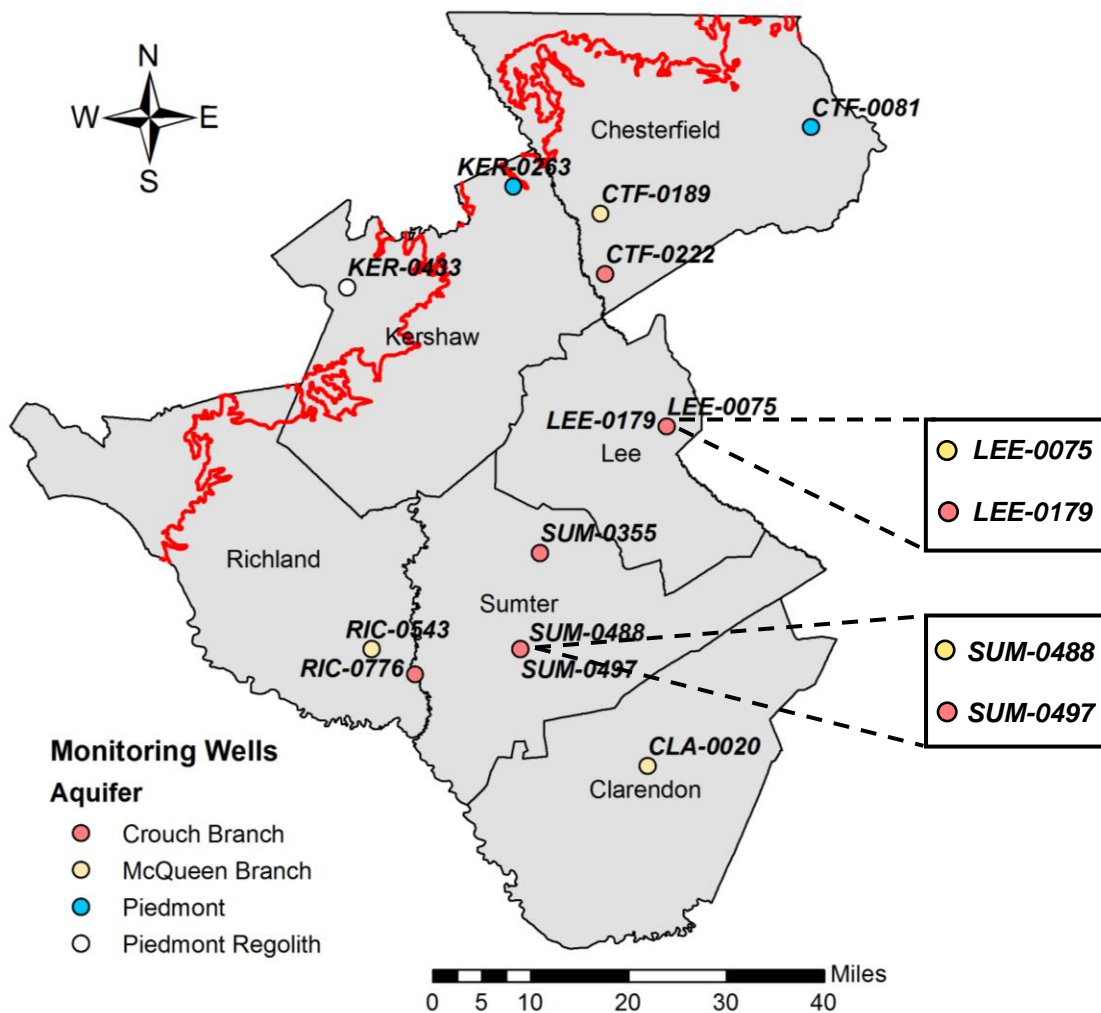 N
W E
S
Chesterfield
CTF-0081
KER-0263
CTF-0189
CTF-0222
KER-0433
Kershaw
LEE-0179 LEE-0075
Lee
LEE-0075
LEE-0179
SUM-0355
Richland
Sumter
RIC-0543
SUM-0488
RIC-0776
SUM-0497
SUM-0488
SUM-0497
CLA-0020
Clarendon
Monitoring Wells
Aquifer
Crouch Branch
McQueen Branch
Piedmont
Piedmont Regolith
Miles
0 5 10 20 30 40